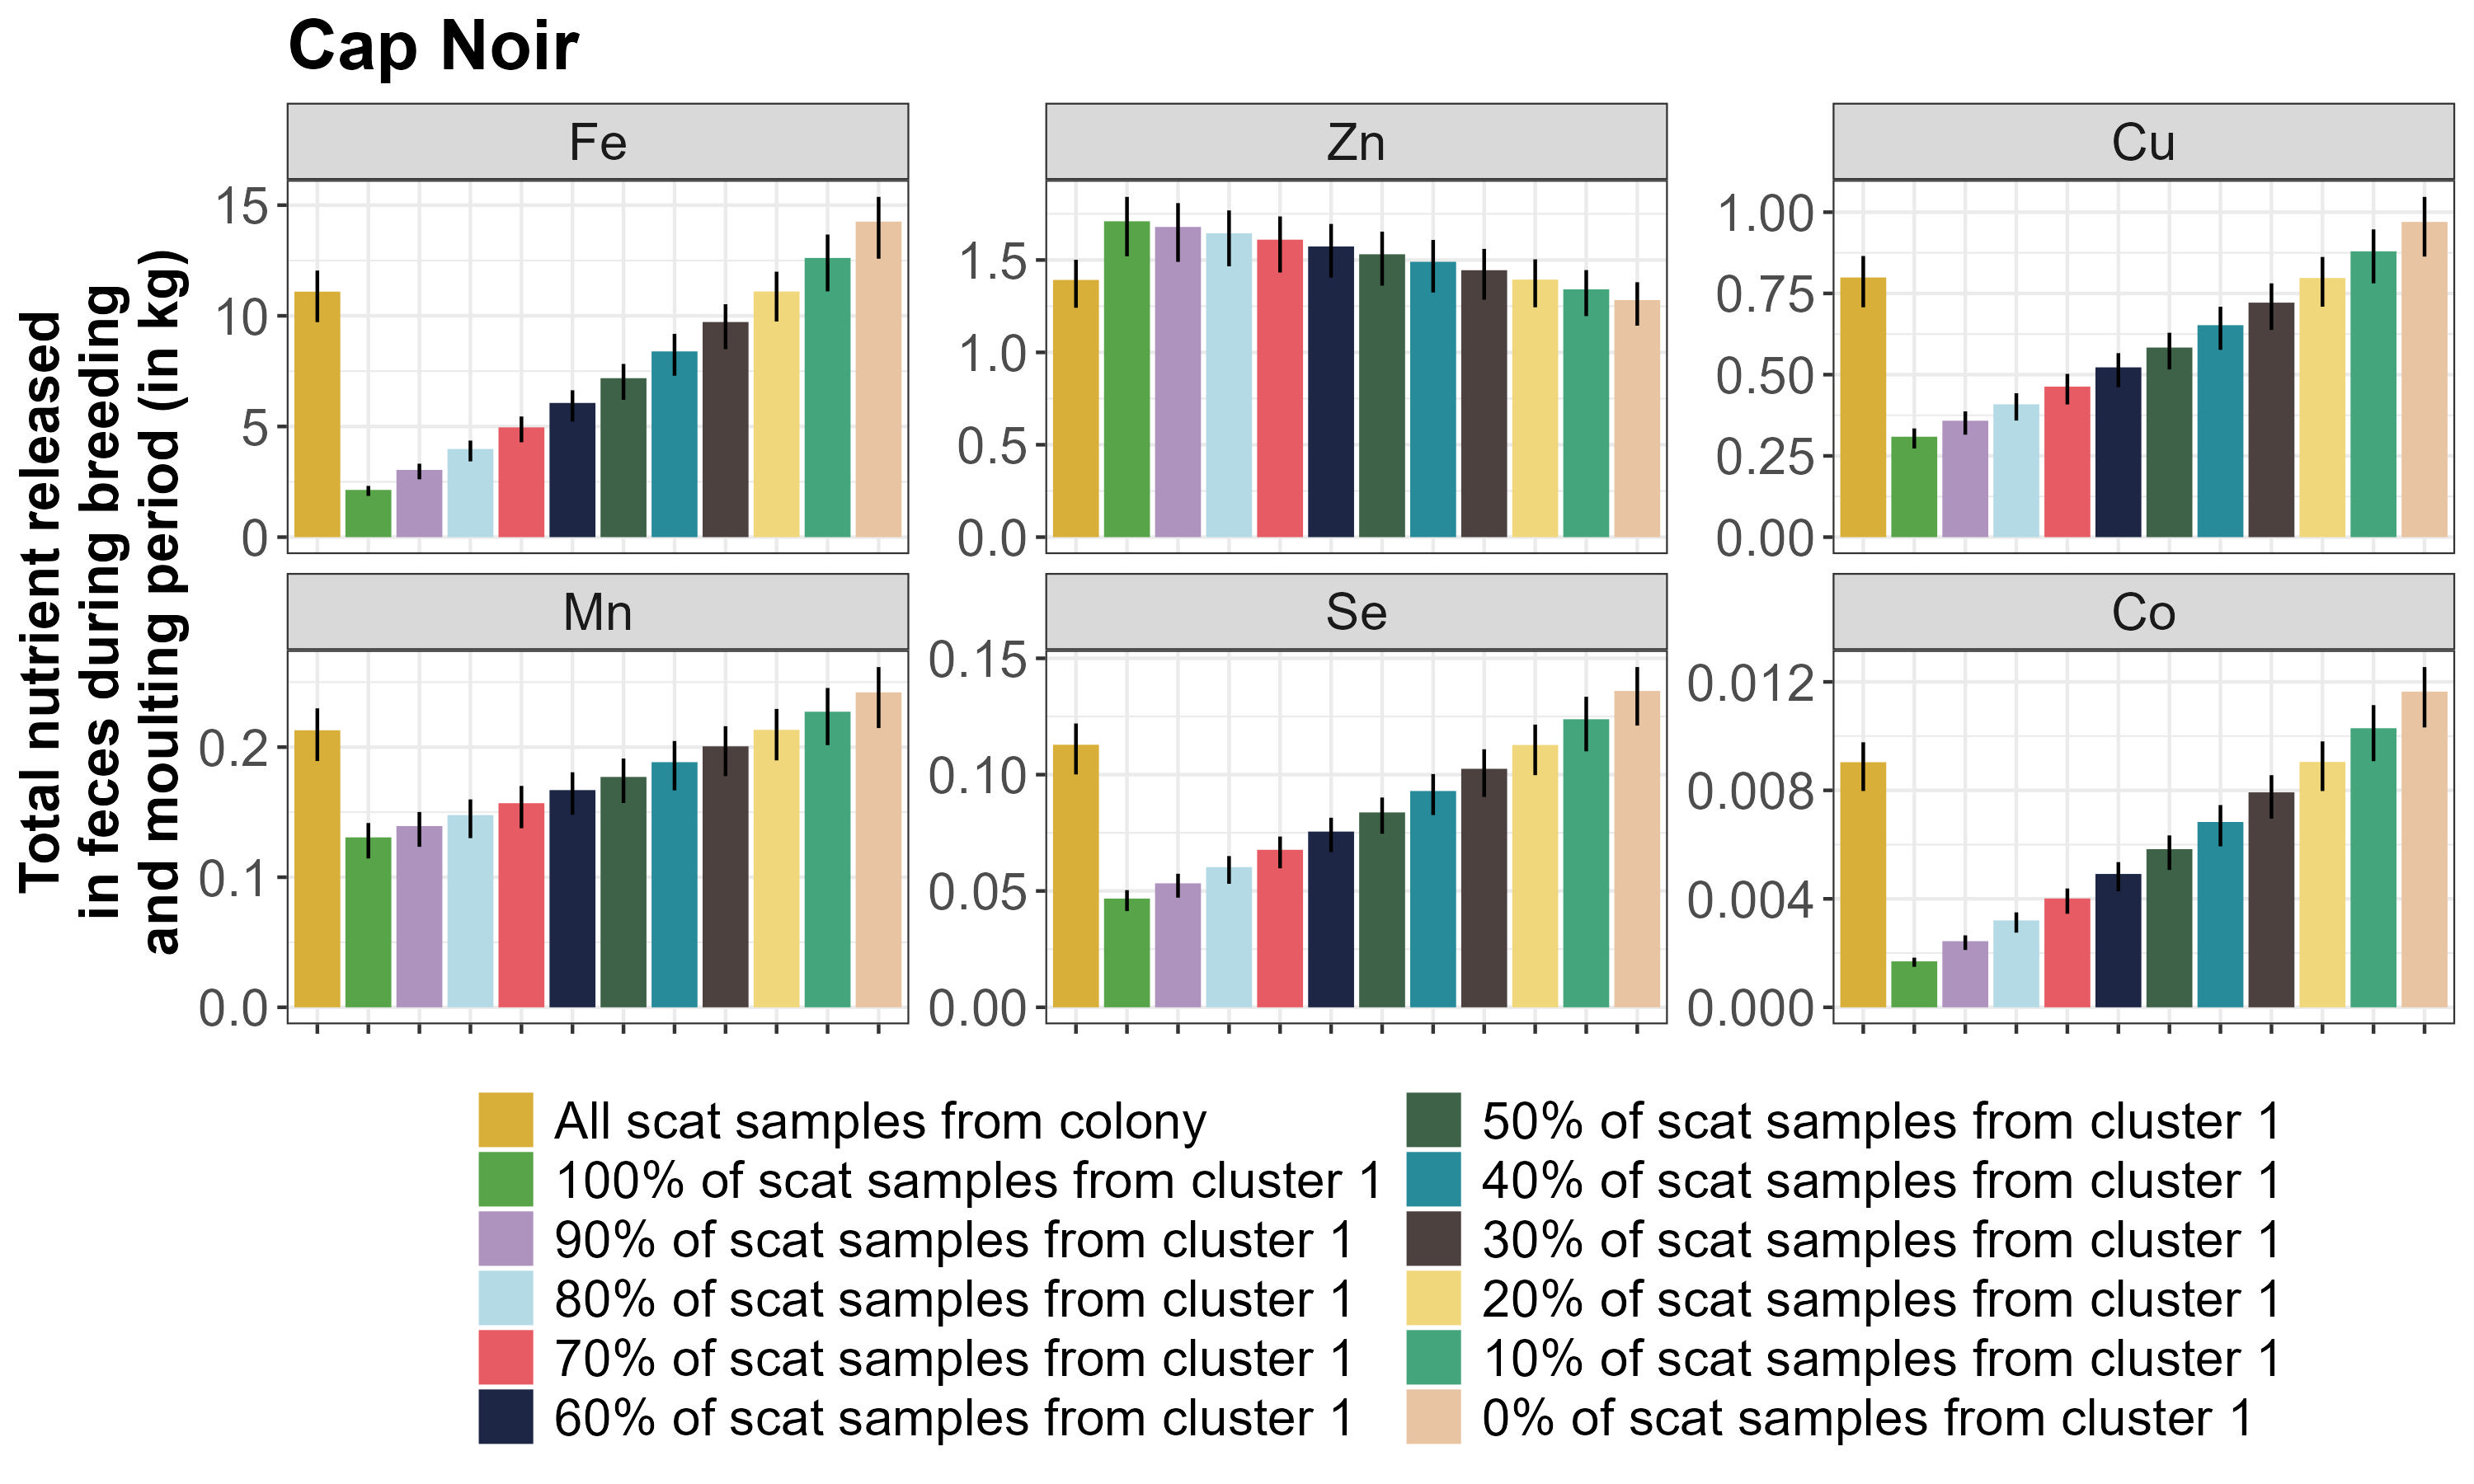 Cap Noir
Total nutrient released
in feces during breeding
and moulting period (in kg)
Fe
15
10
5
0
Zn
1.5
1.0
0.5
0.0
Cu
1.00
0.75
0.50
0.25
0.00
Mn
0.2
0.1
0.0
Se
0.15
0.10
0.05
0.00
Co
0.012
0.008
0.004
0.000
All scat samples from colony
100% of scat samples from cluster 1
90% of scat samples from cluster 1
80% of scat samples from cluster 1
70% of scat samples from cluster 1
60% of scat samples from cluster 1
50% of scat samples from cluster 1
40% of scat samples from cluster 1
30% of scat samples from cluster 1
20% of scat samples from cluster 1
10% of scat samples from cluster 1
0% of scat samples from cluster 1